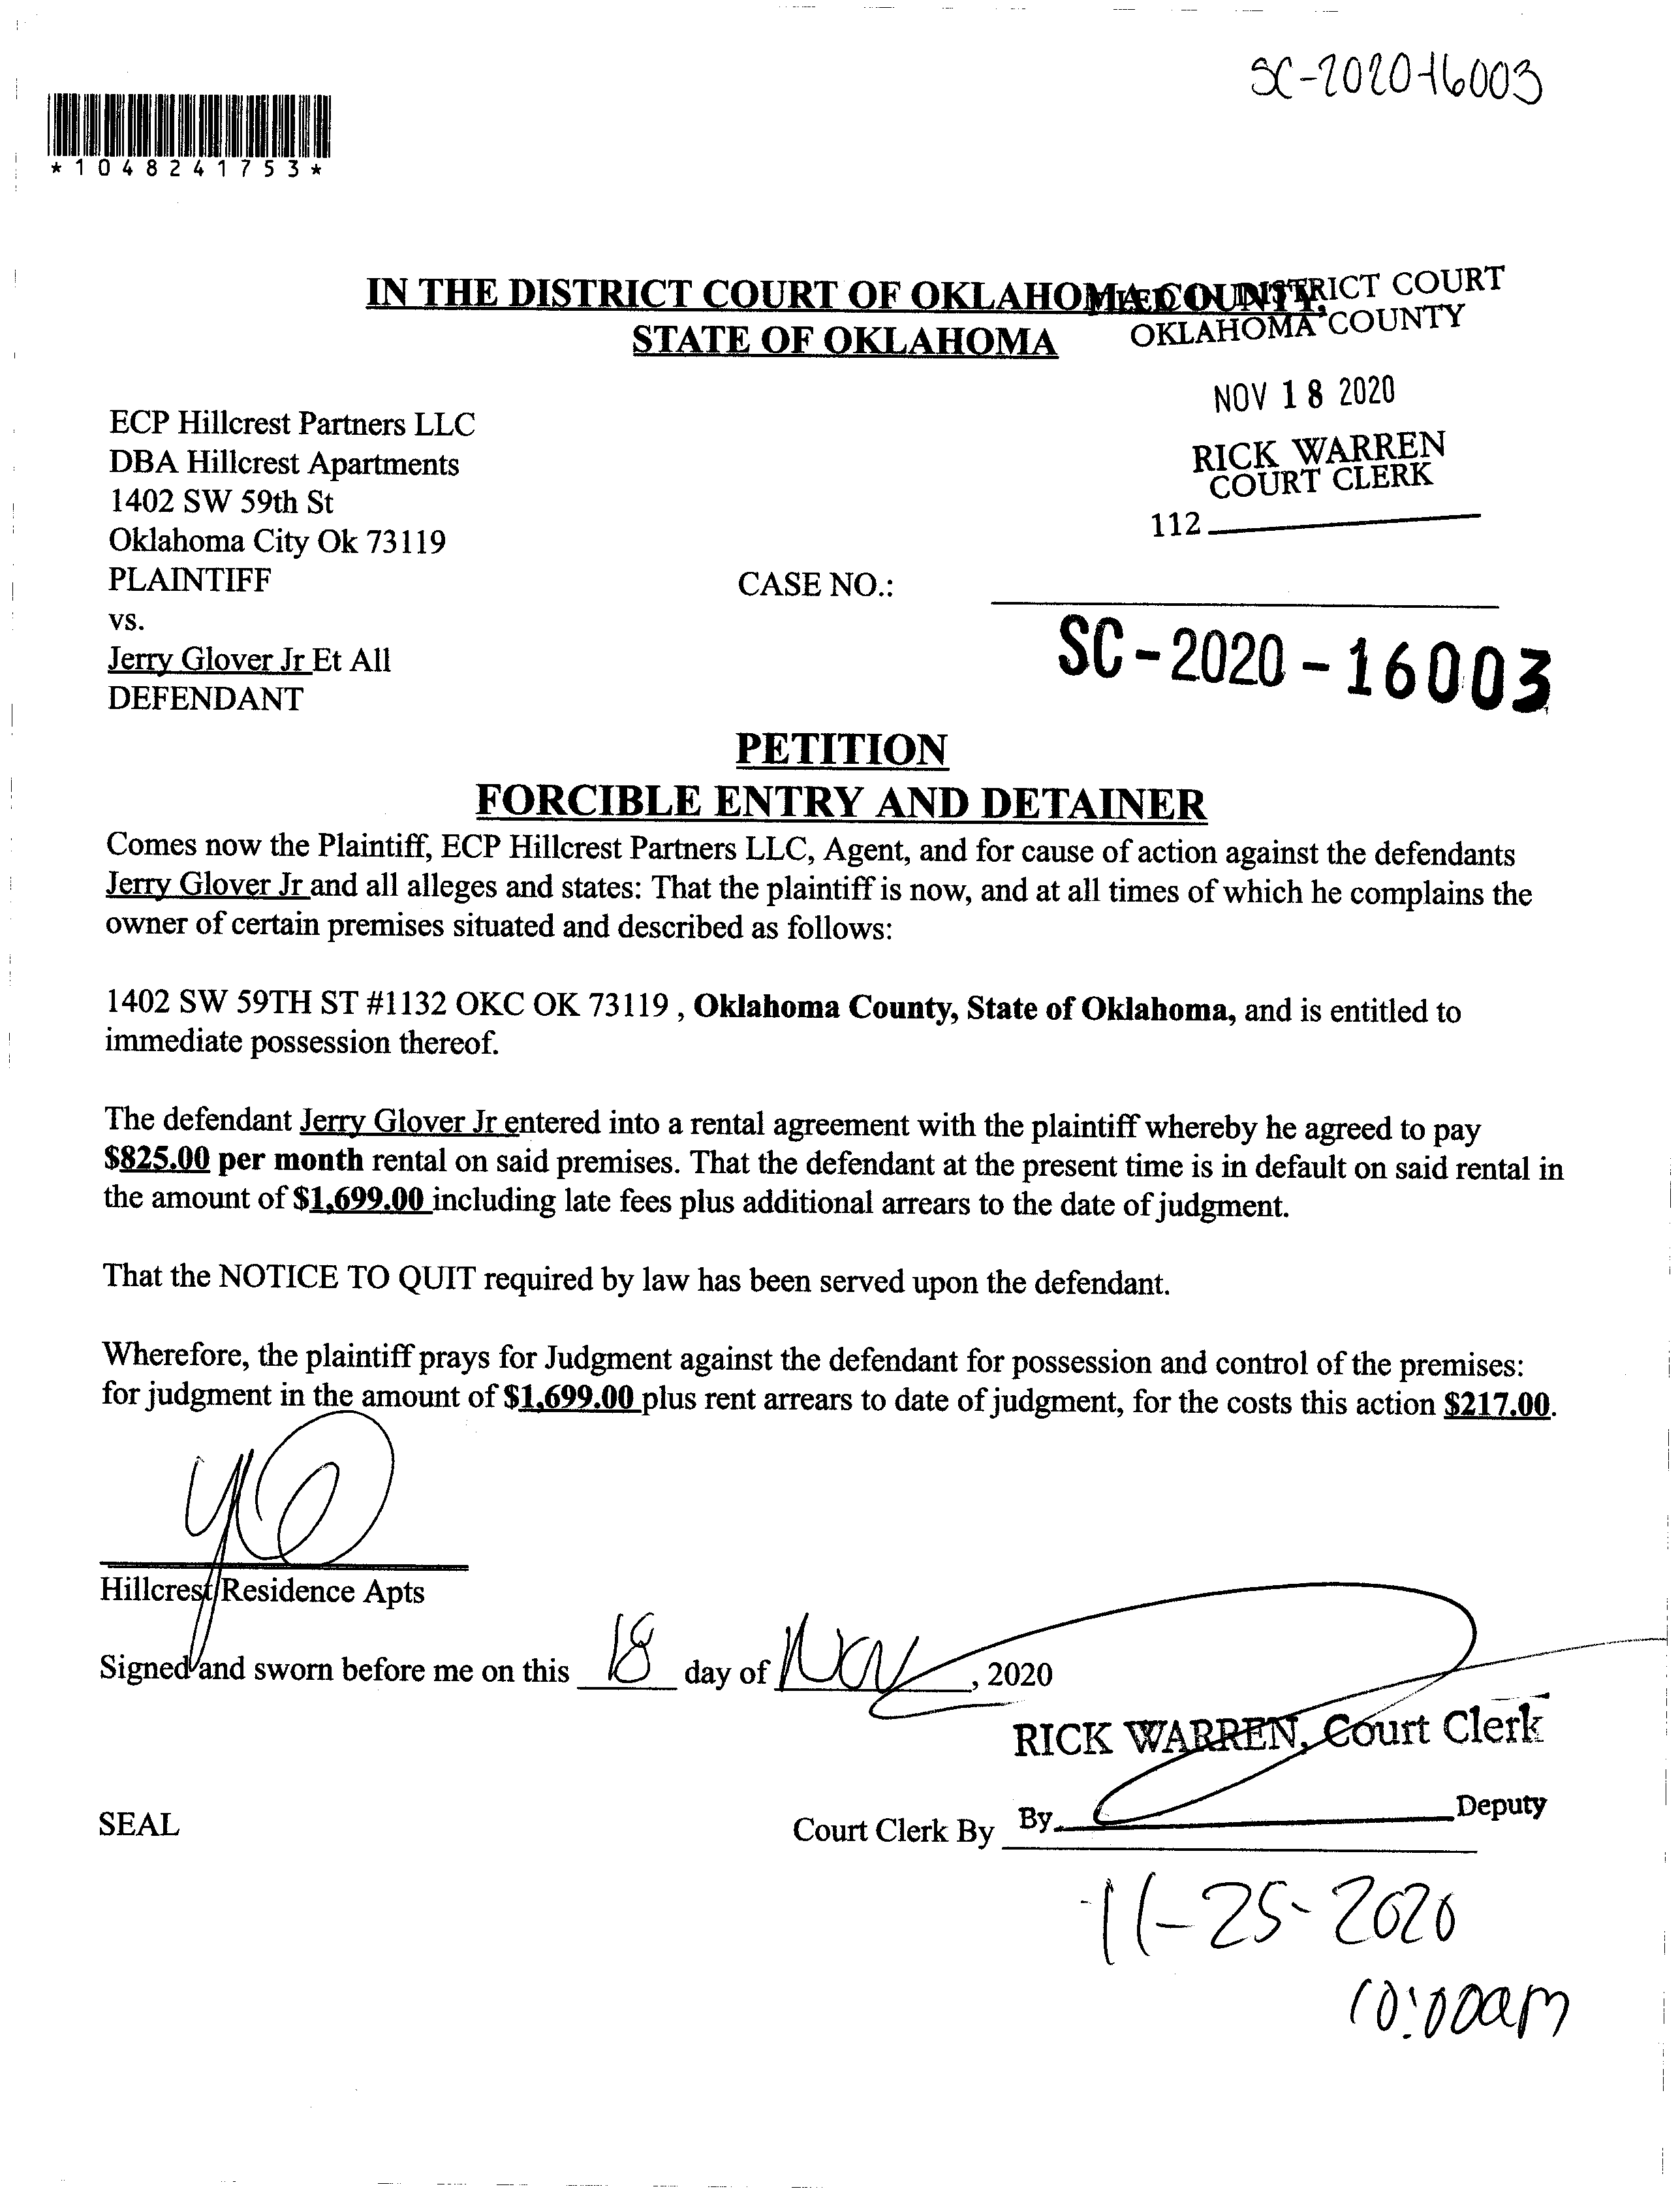 SC-2020-16003
*1048241753*
IN THE DISTRICT COURT OF OKLAHOMA COUNTY,
STATE OF OKLAHOMA
FILED IN DISTRICT COURT
OKLAHOMA COUNTY
NOV 18 2020
RICK WARREN
COURT CLERK
112
ECP Hillcrest Partners LLC
DBA Hillcrest Apartments
1402 SW 59th St
Oklahoma City Ok 73119
PLAINTIFF
CASE NO.:
vs.
Jerry Glover Jr Et All
SC-2020-16003
DEFENDANT
PETITION
FORCIBLE ENTRY AND DETAINER
Comes now the Plaintiff, ECP Hillcrest Partners LLC, Agent, and for cause of action against the defendants
Jerry Glover Jr and all alleges and states: That the plaintiff is now, and at all times of which he complains the
owner of certain premises situated and described as follows:
1402 SW 59TH ST #1132 OKC OK 73119 , Oklahoma County, State of Oklahoma, and is entitled to
immediate possession thereof.
The defendant Jerry Glover Jr entered into a rental agreement with the plaintiff whereby he agreed to pay
$825.00 per month rental on said premises. That the defendant at the present time is in default on said rental in
the amount of $1,699.00 including late fees plus additional arrears to the date of judgment.
That the NOTICE TO QUIT required by law has been served upon the defendant.
Wherefore, the plaintiff prays for Judgment against the defendant for possession and control of the premises:
for judgment in the amount of $1,699.00 plus rent arrears to date of judgment, for the costs this action $217.00.
Hillcrest Residence Apts
Signed and sworn before me on this 18 day of Nov, 2020
RICK WARREN, Court Clerk
SEAL
Court Clerk By By Deputy
11-25-2020
10:00am